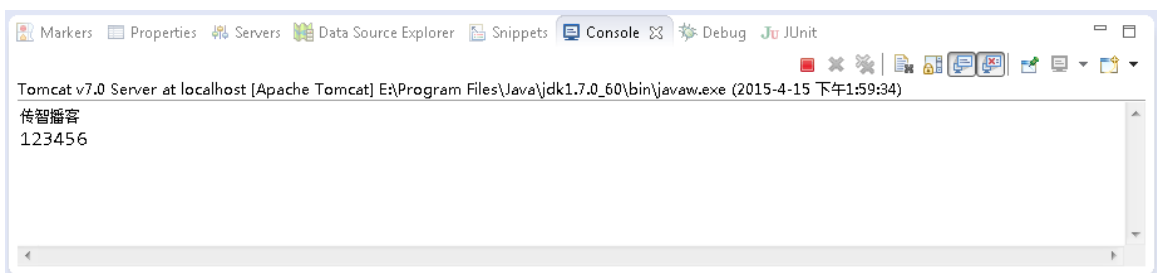 Markers Properties Servers Data Source Explorer Snippets Console Debug Ju JUnit
Tomcat v7.0 Server at localhost [Apache Tomcat] E:\Program Files\Java\jdk1.7.0_60\bin\javaw.exe (2015-4-15 下午1:59:34)
传智播客
123456